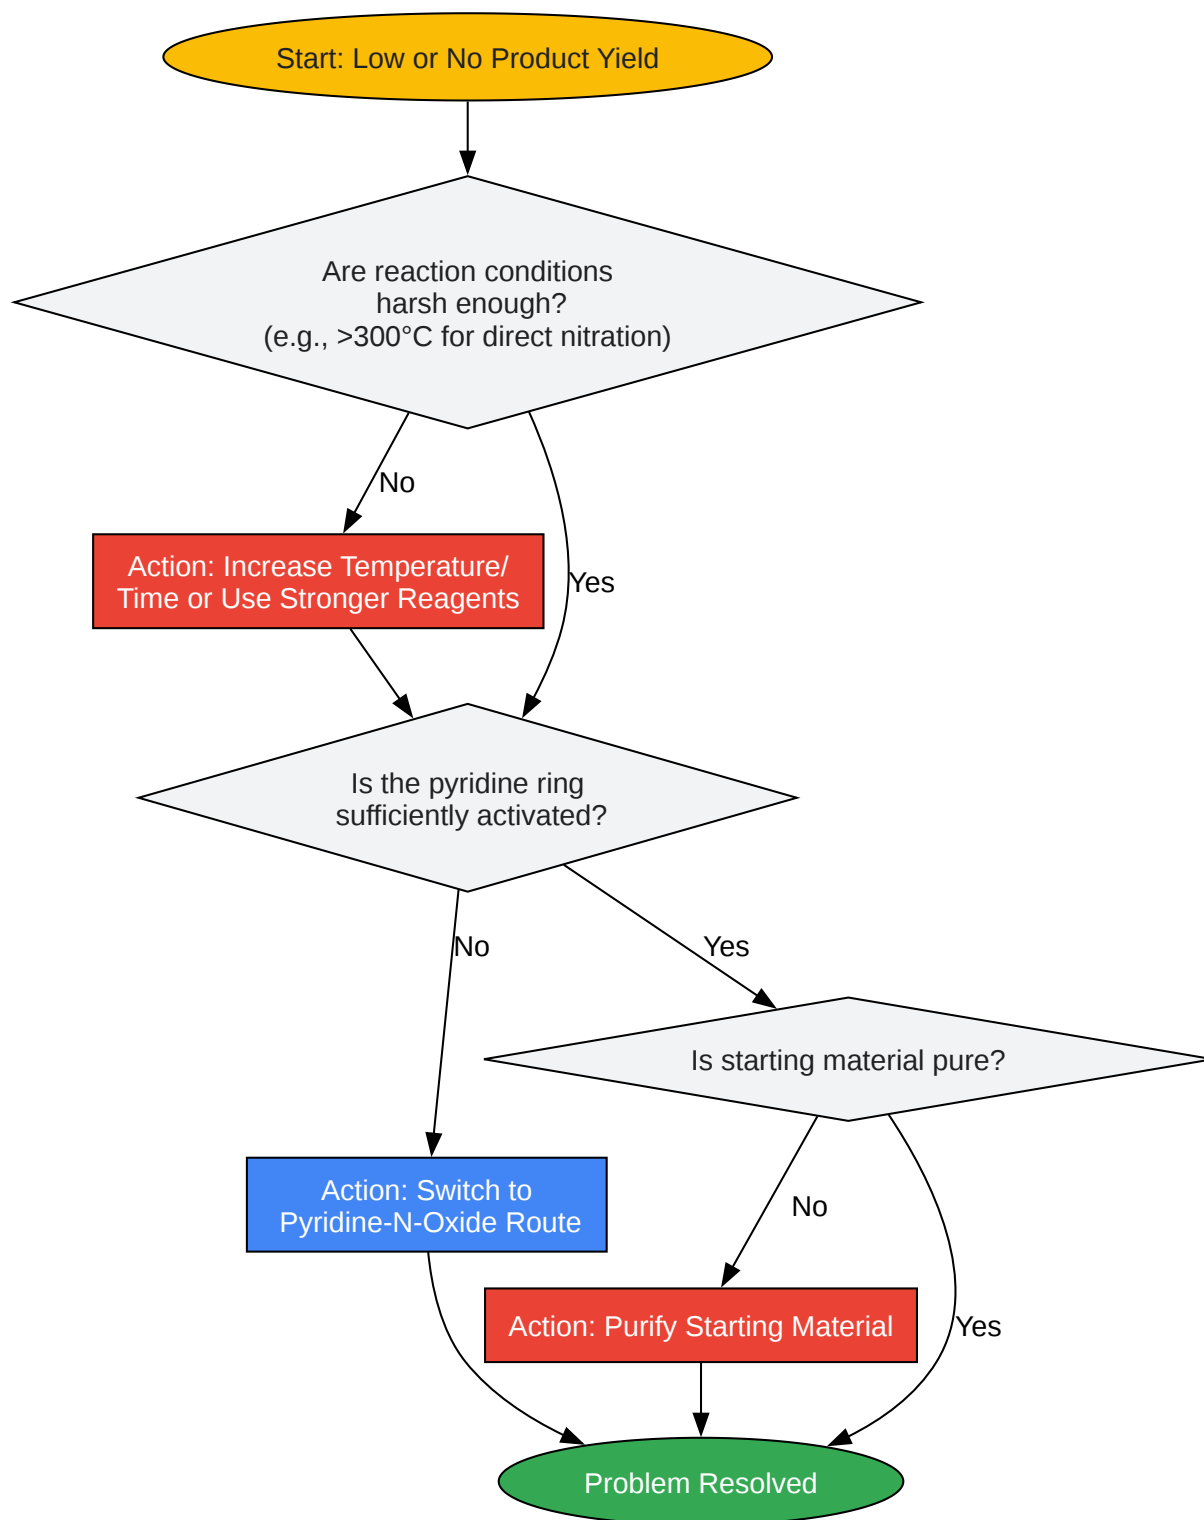 Start: Low or No Product Yield
Are reaction conditions
harsh enough?
(e.g., >300°C for direct nitration)
No
Action: Increase Temperature/
Time or Use Stronger Reagents
Yes
Is the pyridine ring
sufficiently activated?
No
Yes
Is starting material pure?
Action: Switch to
Pyridine-N-Oxide Route
No
Action: Purify Starting Material
Yes
Problem Resolved